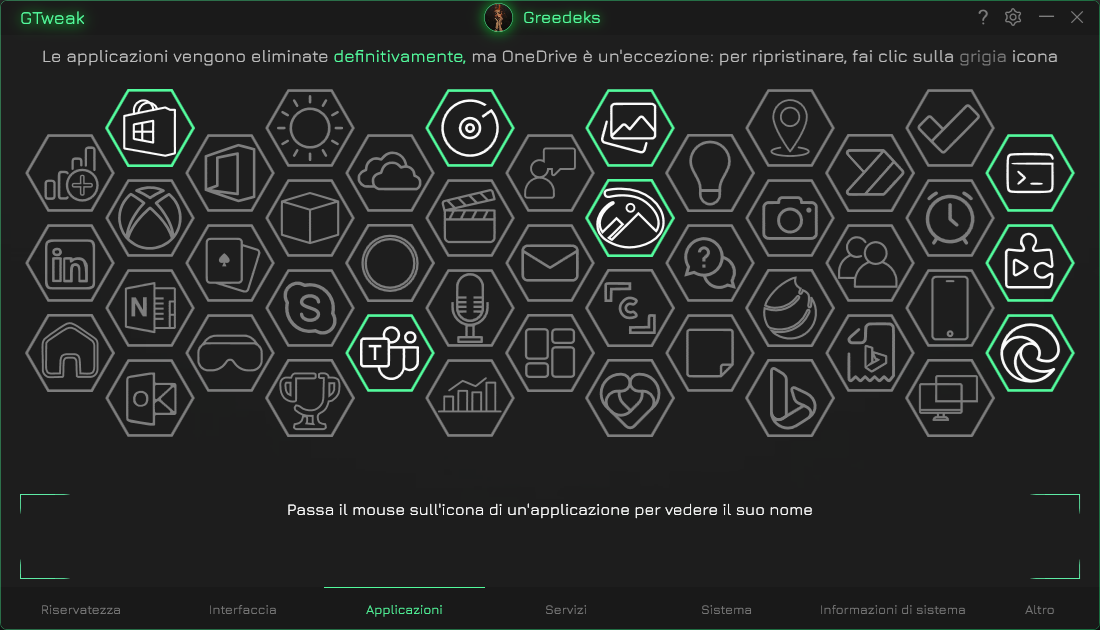 GTweak
Greedeks
?
Le applicazioni vengono eliminate definitivamente, ma OneDrive è un'eccezione: per ripristinare, fai clic sulla grigia icona
in
N
S
T
?
C
O
Passa il mouse sull'icona di un'applicazione per vedere il suo nome
Riservatezza Interfaccia Applicazioni Servizi Sistema Informazioni di sistema Altro